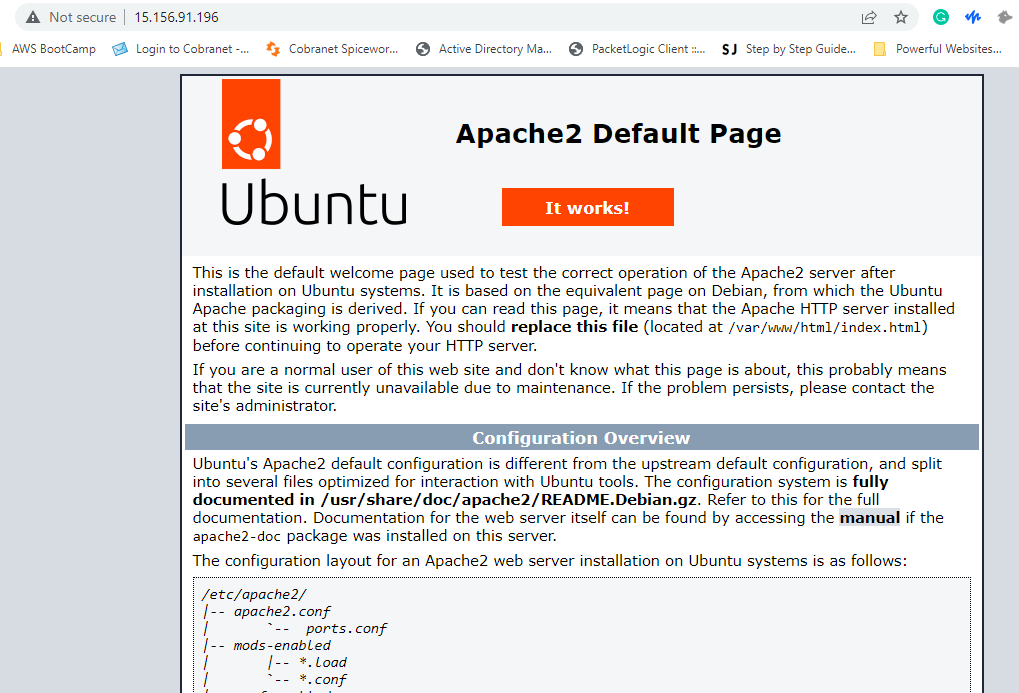 Not secure | 15.156.91.196
AWS BootCamp Login to Cobranet -... Cobranet Spicewor... Active Directory Ma... PacketLogic Client ::... SJ Step by Step Guide... Powerful Websites...
Apache2 Default Page
Ubuntu
It works!
This is the default welcome page used to test the correct operation of the Apache2 server after
installation on Ubuntu systems. It is based on the equivalent page on Debian, from which the Ubuntu
Apache packaging is derived. If you can read this page, it means that the Apache HTTP server installed
at this site is working properly. You should replace this file (located at /var/www/html/index.html)
before continuing to operate your HTTP server.
If you are a normal user of this web site and don't know what this page is about, this probably means
that the site is currently unavailable due to maintenance. If the problem persists, please contact the
site's administrator.
Configuration Overview
Ubuntu's Apache2 default configuration is different from the upstream default configuration, and split
into several files optimized for interaction with Ubuntu tools. The configuration system is fully
documented in /usr/share/doc/apache2/README.Debian.gz. Refer to this for the full
documentation. Documentation for the web server itself can be found by accessing the manual if the
apache2-doc package was installed on this server.
The configuration layout for an Apache2 web server installation on Ubuntu systems is as follows:
/etc/apache2/
|-- apache2.conf
|       `--  ports.conf
|-- mods-enabled
|       |-- *.load
|       `-- *.conf